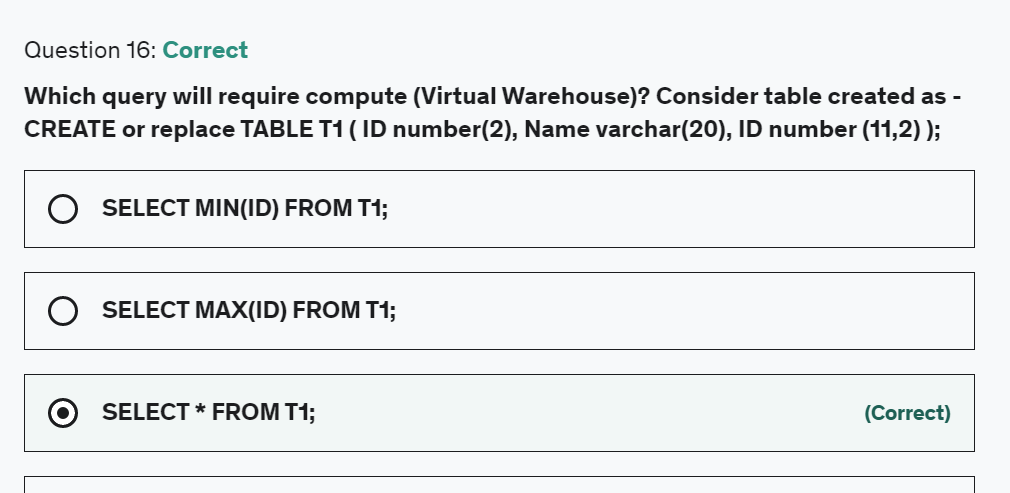 Question 16: Correct
Which query will require compute (Virtual Warehouse)? Consider table created as -
CREATE or replace TABLE T1 ( ID number(2), Name varchar(20), ID number (11,2) );
SELECT MIN(ID) FROM T1;
SELECT MAX(ID) FROM T1;
SELECT * FROM T1;
(Correct)